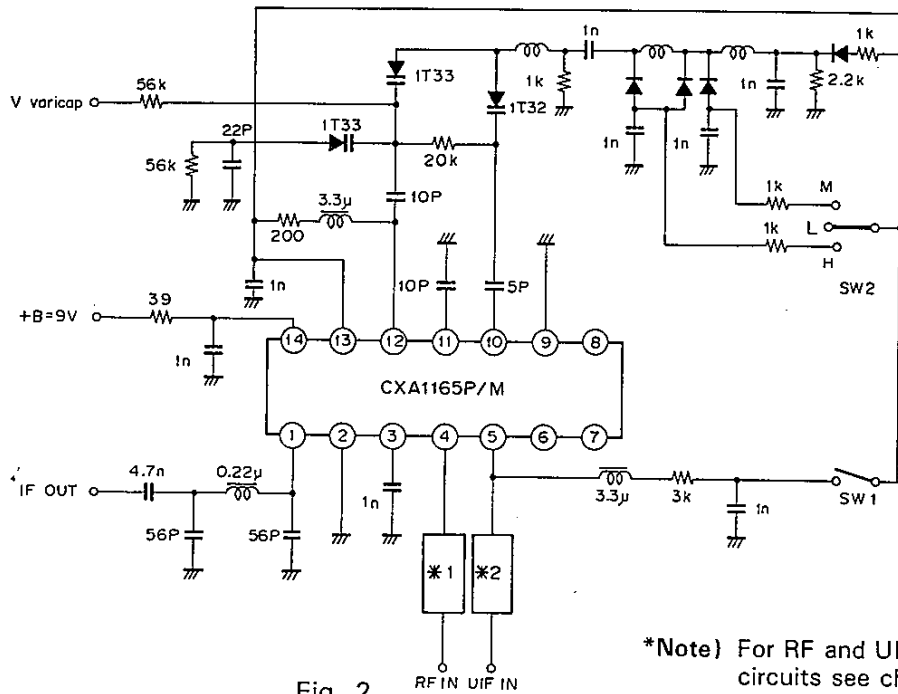 1n
1k
1T33
1k
1n
2.2k
V varicap
56k
1T32
22P
1T33
1n
1n
56k
20k
10P
3.3μ
1k
M
200
L
1k
H
1n
10P
5P
SW2
+B=9V
39
1n
14
13
12
11
10
9
8
CXA1165P/M
1
2
3
4
5
6
7
4.7n
0.22μ
IF OUT
1n
3.3μ
3k
SW1
1n
56P
56P
*1
*2
*Note) For RF and UI
circuits see c
Fig. 2
RF IN
UIF IN